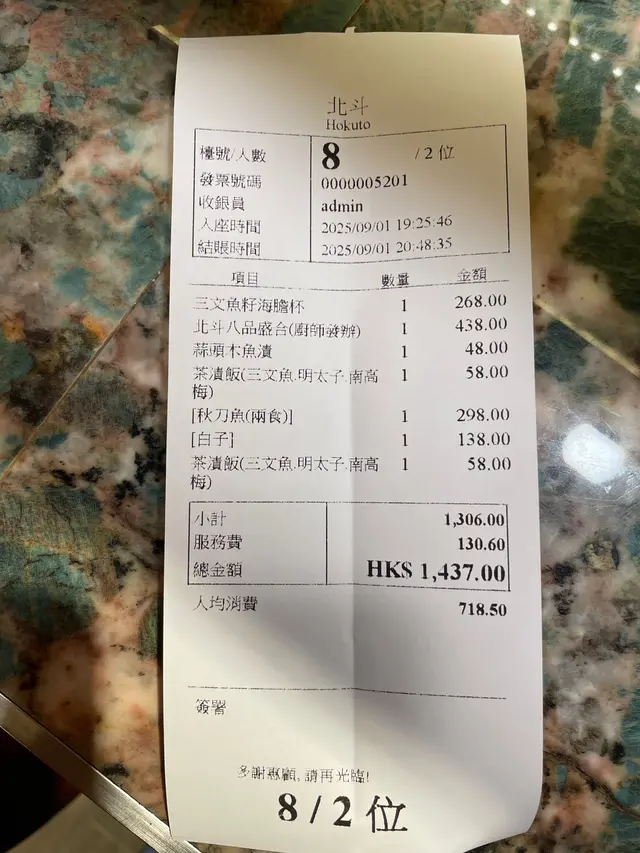 北斗
Hokuto
檯號/人數 8 /2 位
發票號碼 0000005201
收銀員 admin
入座時間 2025/09/01 19:25:46
結賬時間 2025/09/01 20:48:35
項目 數量 金額
三文魚籽海膽杯 1 268.00
北斗八品盛合(廚師發辦) 1 438.00
蒜頭木魚漬 1 48.00
茶漬飯(三文魚.明太子.南高 1 58.00
梅)
[秋刀魚(兩食)] 1 298.00
[白子] 1 138.00
茶漬飯(三文魚.明太子.南高 1 58.00
梅)
小計 1,306.00
服務費 130.60
總金額 HK$ 1,437.00
人均消費 718.50
簽署
多謝惠顧, 請再光臨!
8 / 2 位